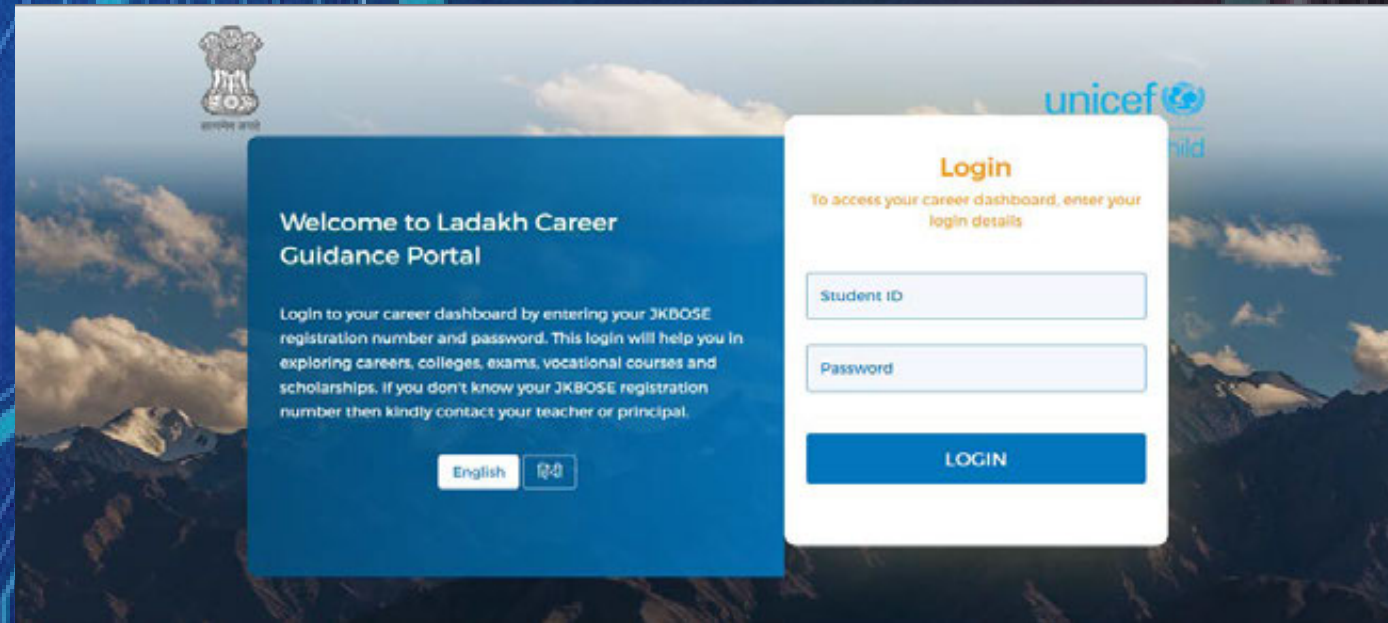 unicef
hild
Welcome to Ladakh Career
Guidance Portal
Login to your career dashboard by entering your JKBOSE
registration number and password. This login will help you in
exploring careers, colleges, exams, vocational courses and
scholarships. If you don't know your JKBOSE registration
number then kindly contact your teacher or principal.
English हिंदी
Login
To access your career dashboard, enter your
login details
Student ID
Password
LOGIN